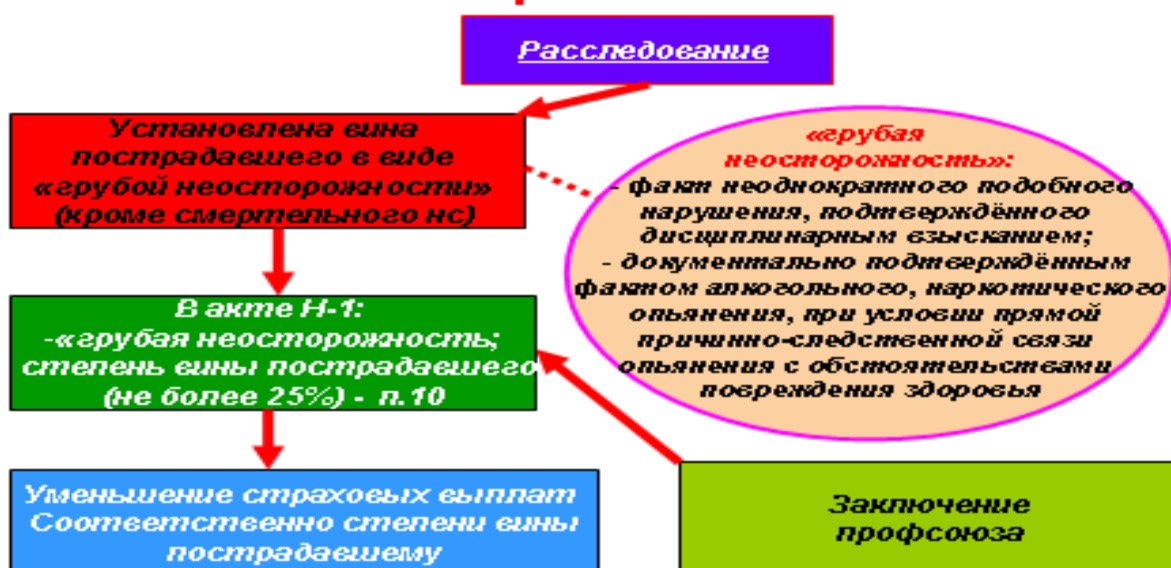 Расследование
Установлена вина
пострадавшего в виде
«грубой неосторожности»
(кроме смертельного нс)
«грубая
неосторожность»:
- факт неоднократного подобного
нарушения, подтверждённого
дисциплинарным взысканием;
- документально подтверждённым
фактом алкогольного, наркотического
опьянения, при условии прямой
причинно-следственной связи
опьянения с обстоятельствами
повреждения здоровья
В акте Н-1:
-«грубая неосторожность;
степень вины пострадавшего
(не более 25%) - п.10
Уменьшение страховых выплат
Соответственно степени вины
пострадавшему
Заключение
профсоюза